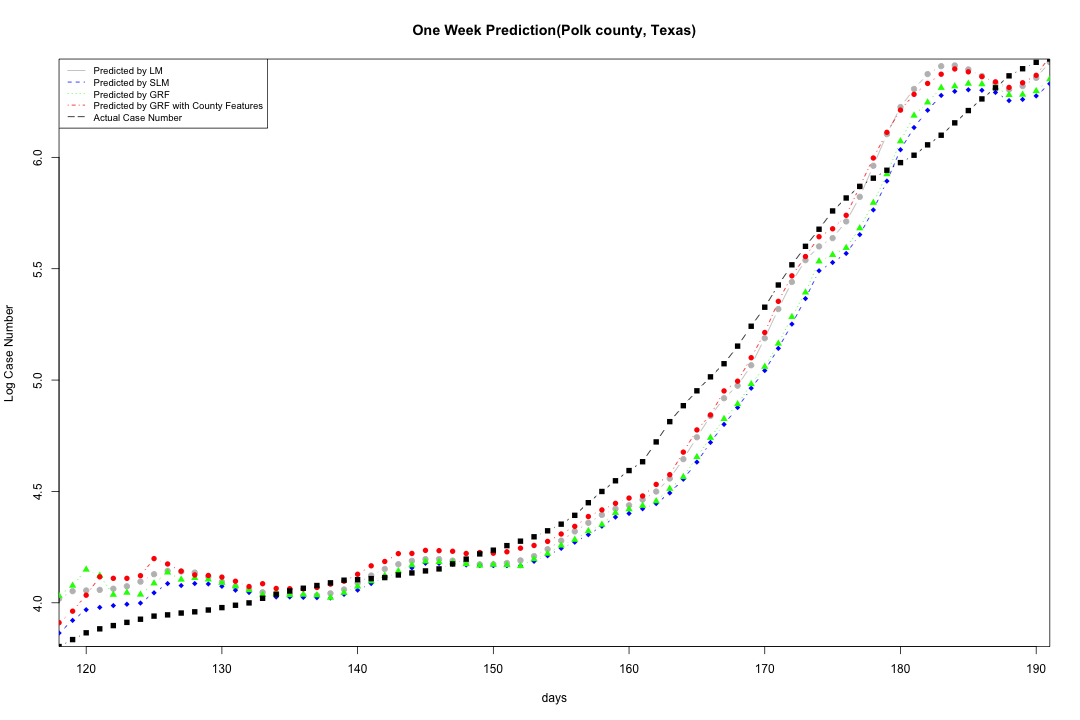 One Week Prediction(Polk county, Texas)
Predicted by LM
Predicted by SLM
Predicted by GRF
Predicted by GRF with County Features
Actual Case Number
Log Case Number
6.0
5.5
5.0
4.5
4.0
120 130 140 150 160 170 180 190
days